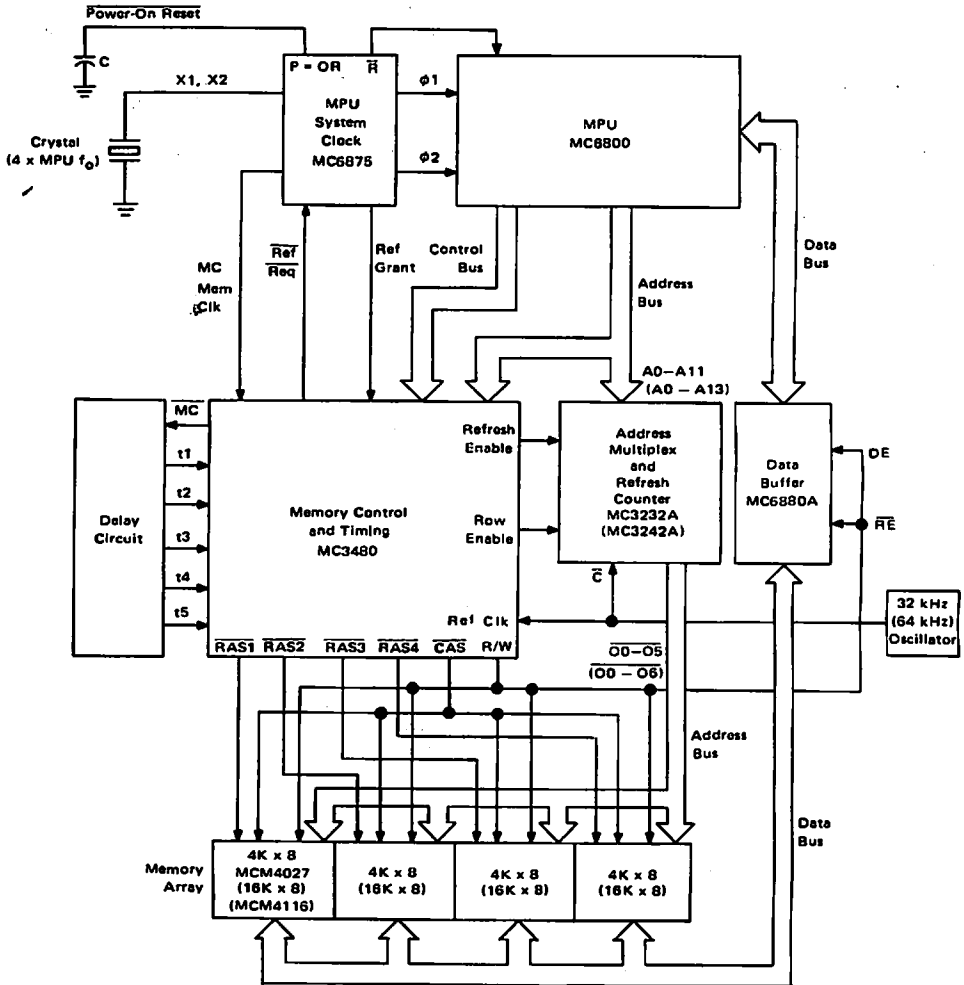 Power-On Reset
C
X1, X2
Crystal
(4 x MPU fo)
P = OR R
MPU
System
Clock
MC6875
φ1
φ2
MPU
MC6800
MC
Mem
Clk
Ref
Req
Ref
Grant
Control
Bus
Address
Bus
Data
Bus
A0-A11
(A0 - A13)
MC
t1
t2
t3
t4
t5
Delay
Circuit
Refresh
Enable
Memory Control
and Timing
MC3480
Row
Enable
Ref Clk
RAS1 RAS2 RAS3 RAS4 CAS R/W
Address
Multiplex
and
Refresh
Counter
MC3232A
(MC3242A)
C
Data
Buffer
MC6880A
DE
RE
32 kHz
(64 kHz)
Oscillator
O0-O5
(O0 - O6)
Address
Bus
Data
Bus
Memory
Array
4K x 8
MCM4027
(16K x 8)
(MCM4116)
4K x 8
(16K x 8)
4K x 8
(16K x 8)
4K x 8
(16K x 8)